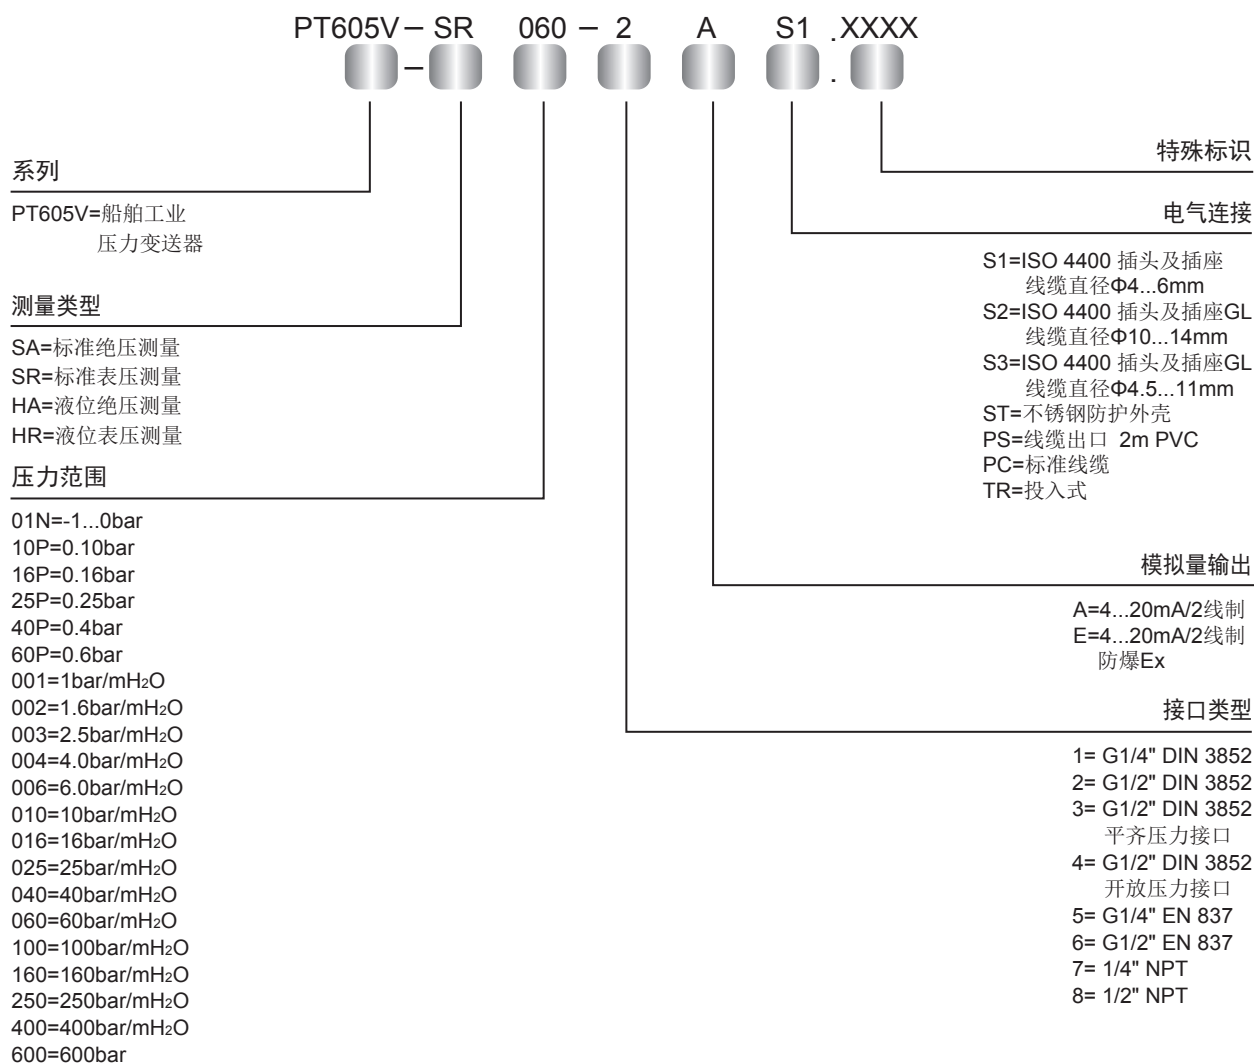 PT605V – SR 060 – 2 A S1 . XXXX
– .
系列
PT605V=船舶工业
压力变送器
测量类型
SA=标准绝压测量
SR=标准表压测量
HA=液位绝压测量
HR=液位表压测量
压力范围
01N=-1...0bar
10P=0.10bar
16P=0.16bar
25P=0.25bar
40P=0.4bar
60P=0.6bar
001=1bar/mH2O
002=1.6bar/mH2O
003=2.5bar/mH2O
004=4.0bar/mH2O
006=6.0bar/mH2O
010=10bar/mH2O
016=16bar/mH2O
025=25bar/mH2O
040=40bar/mH2O
060=60bar/mH2O
100=100bar/mH2O
160=160bar/mH2O
250=250bar/mH2O
400=400bar/mH2O
600=600bar
特殊标识
电气连接
S1=ISO 4400 插头及插座
线缆直径Φ4...6mm
S2=ISO 4400 插头及插座GL
线缆直径Φ10...14mm
S3=ISO 4400 插头及插座GL
线缆直径Φ4.5...11mm
ST=不锈钢防护外壳
PS=线缆出口 2m PVC
PC=标准线缆
TR=投入式
模拟量输出
A=4...20mA/2线制
E=4...20mA/2线制
防爆Ex
接口类型
1= G1/4" DIN 3852
2= G1/2" DIN 3852
3= G1/2" DIN 3852
平齐压力接口
4= G1/2" DIN 3852
开放压力接口
5= G1/4" EN 837
6= G1/2" EN 837
7= 1/4" NPT
8= 1/2" NPT